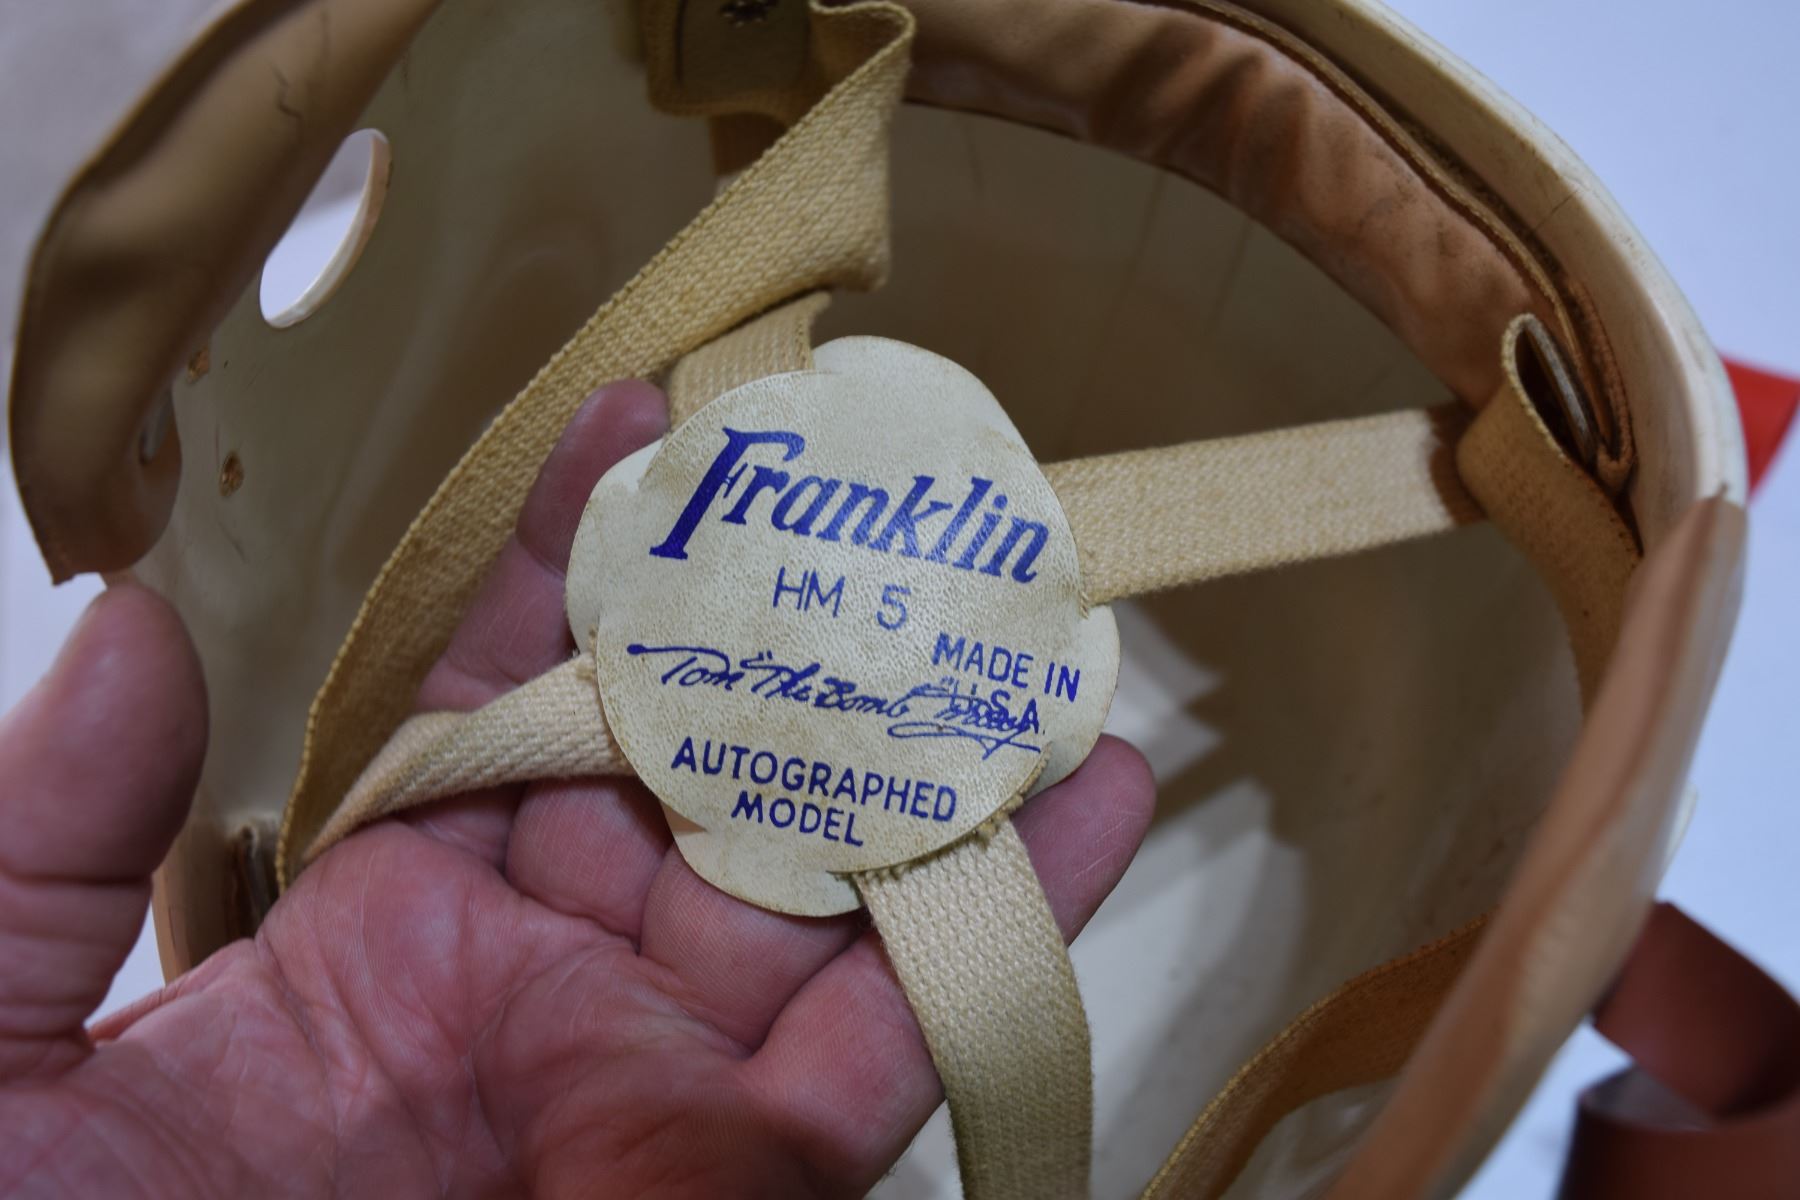 Franklin
HM 5
MADE IN
U.S.A.
Tom "The Bomb"
AUTOGRAPHED
MODEL